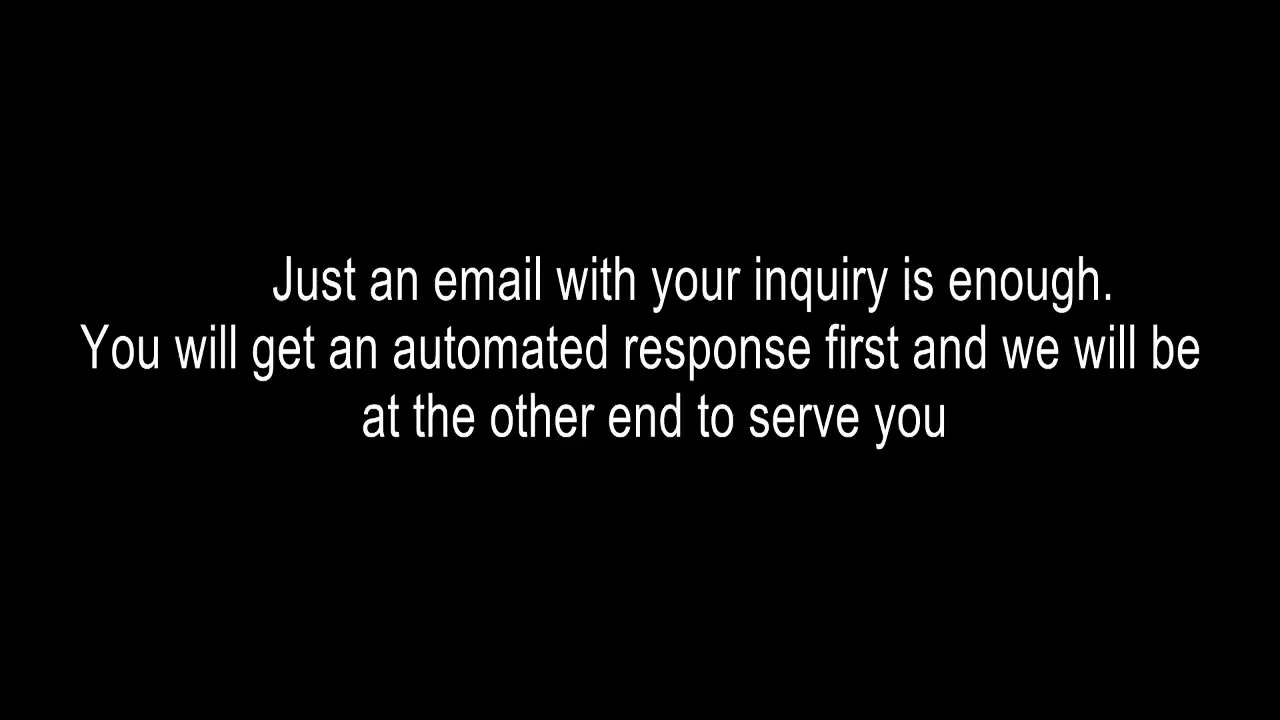 Just an email with your inquiry is enough.
You will get an automated response first and we will be
at the other end to serve you